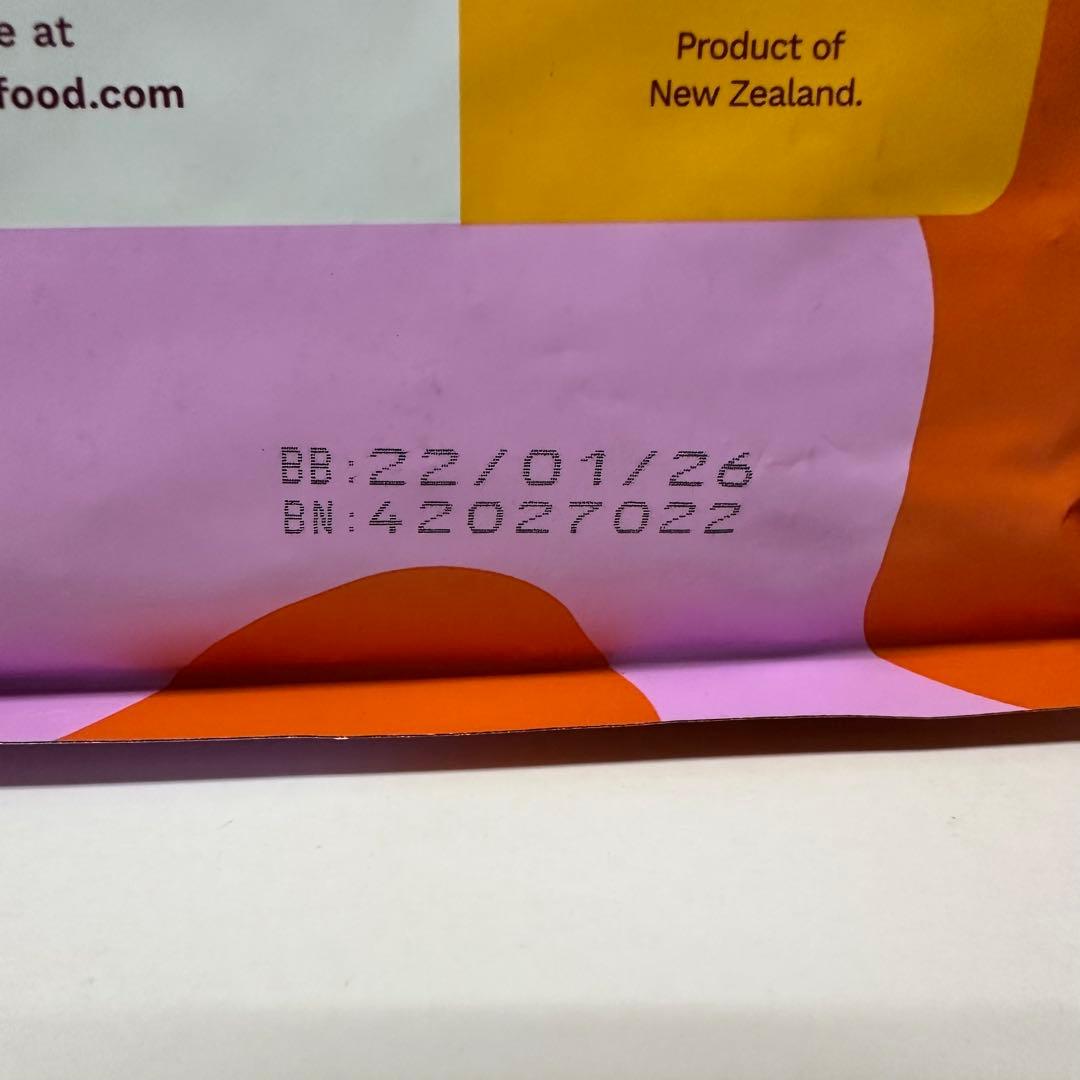 e at
food.com
Product of
New Zealand.
BB:22/01/26
BN:42027022